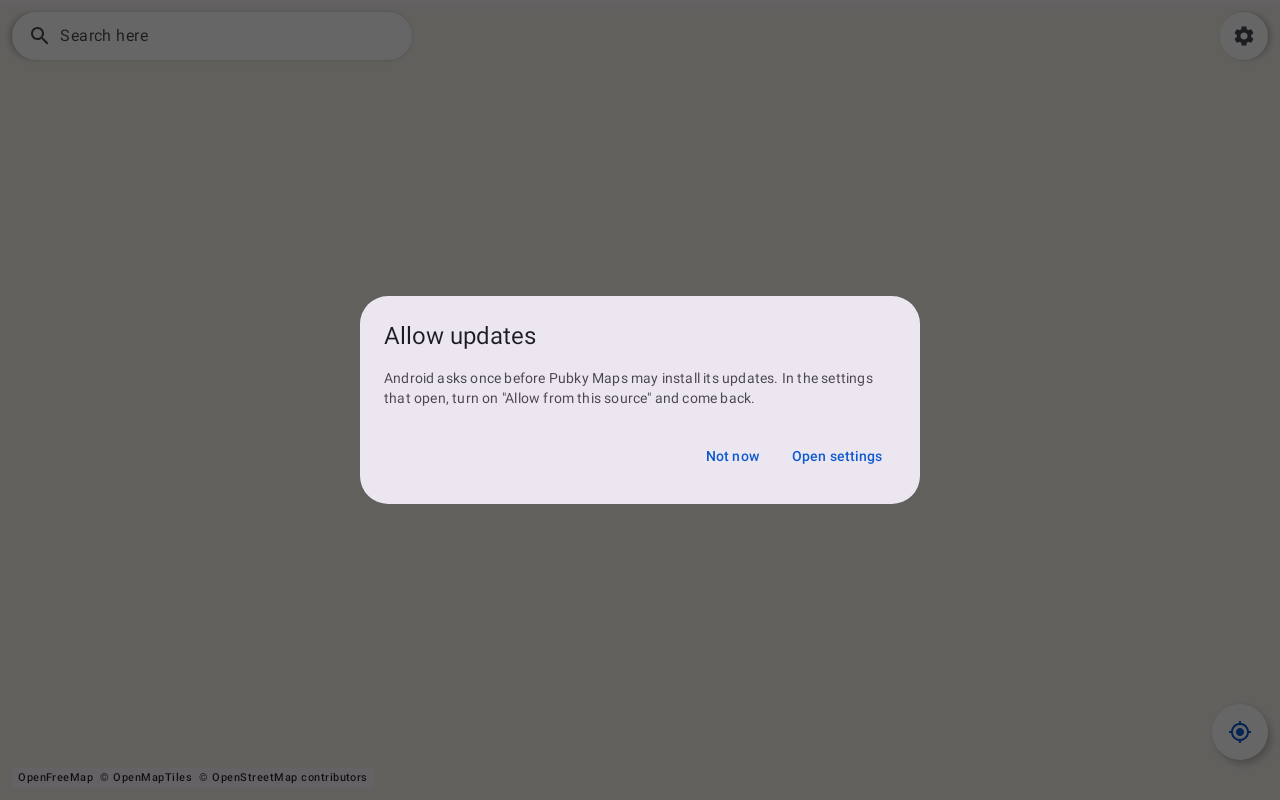 Search here
Allow updates
Android asks once before Pubky Maps may install its updates. In the settings
that open, turn on "Allow from this source" and come back.
Not now
Open settings
OpenFreeMap © OpenMapTiles © OpenStreetMap contributors